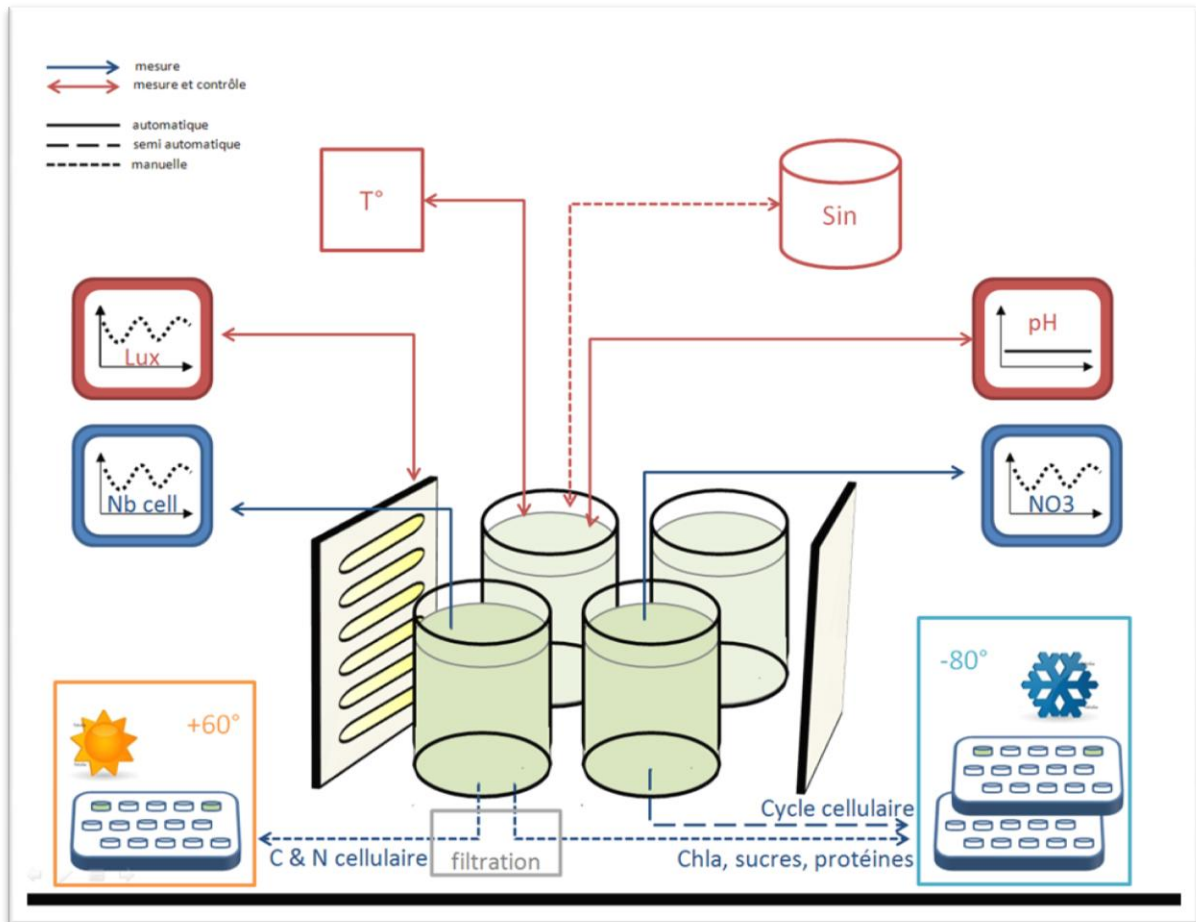 mesure
mesure et contrôle
automatique
semi automatique
manuelle
T°
Sin
Lux
pH
Nb cell
NO3
+60°
-80°
Cycle cellulaire
C & N cellulaire
filtration
Chla, sucres, protéines